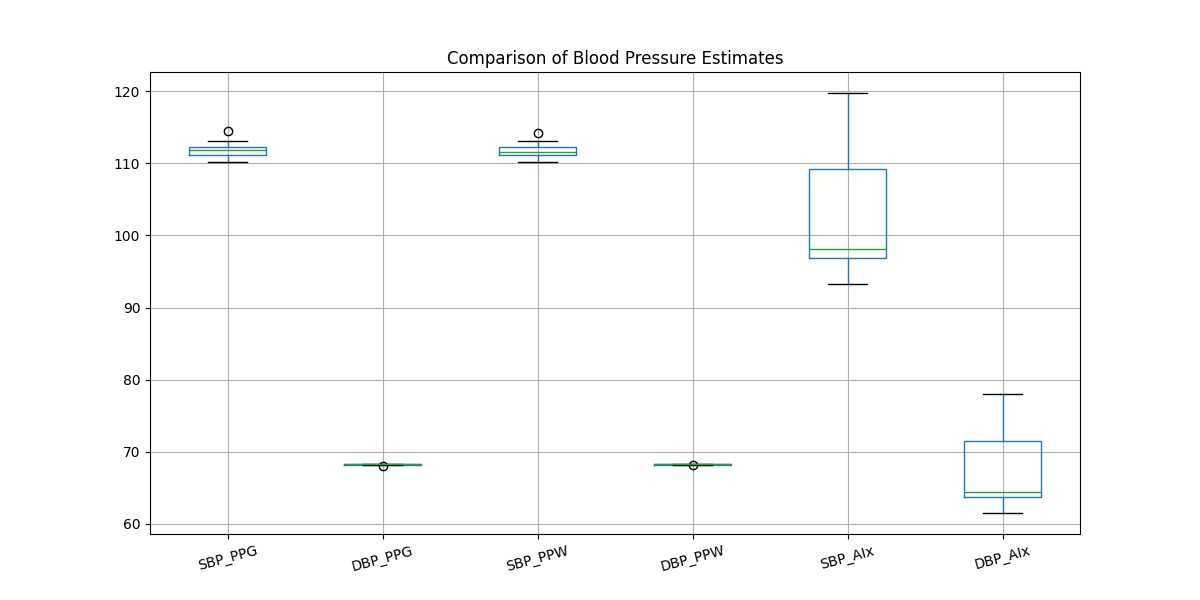 Comparison of Blood Pressure Estimates
120
110
100
90
80
70
60
SBP_PPG
DBP_PPG
SBP_PPW
DBP_PPW
SBP_AIx
DBP_AIx